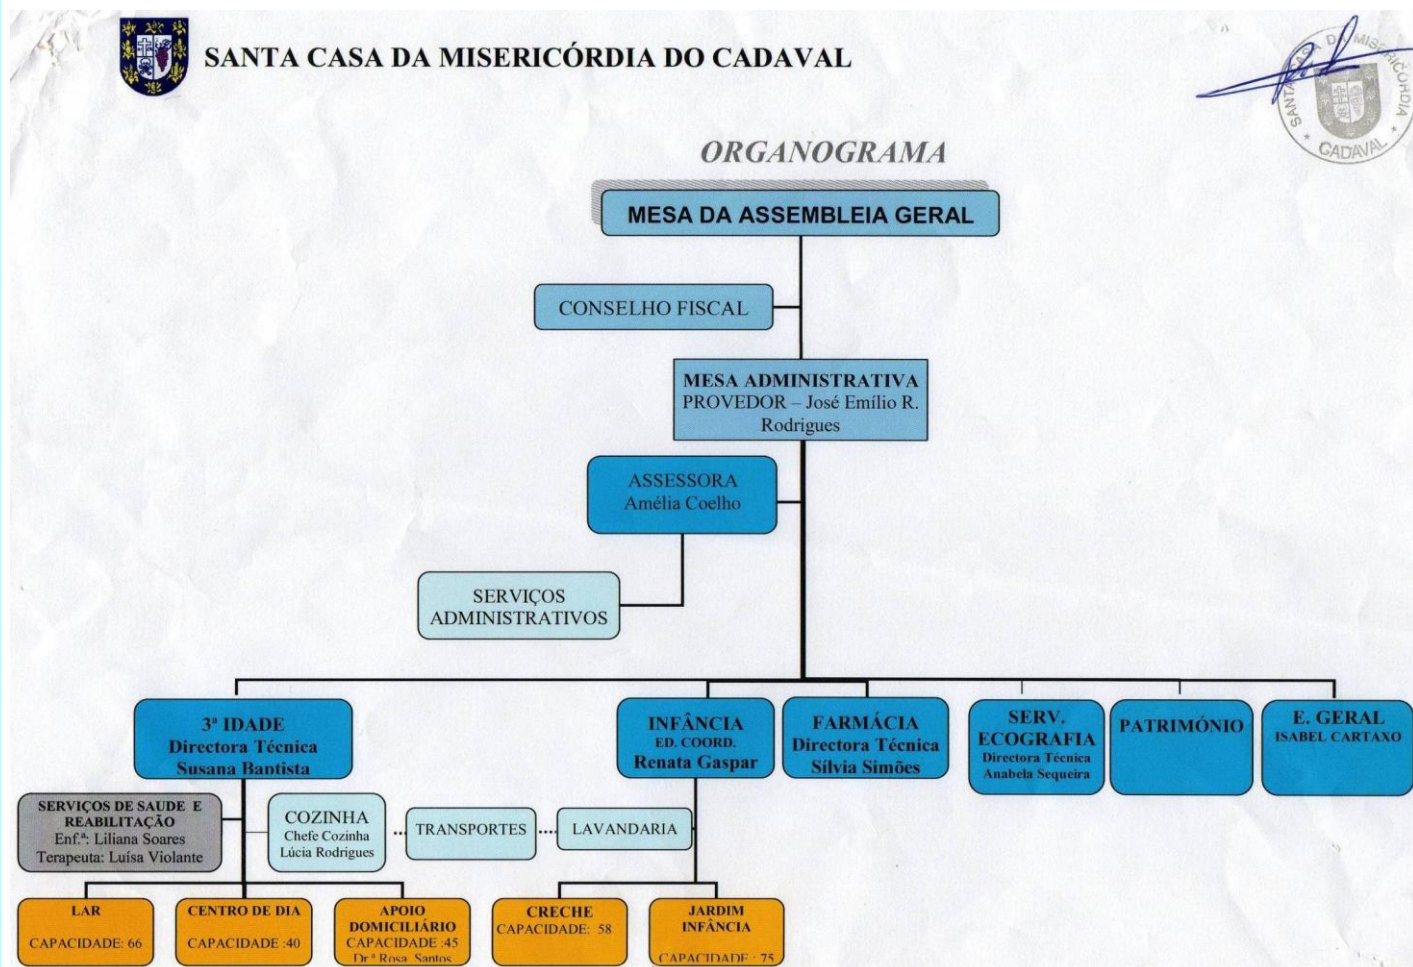 SANTA CASA DA MISERICÓRDIA DO CADAVAL
SANTA CASA DA MISERICÓRDIA
* CADAVAL *
ORGANOGRAMA
MESA DA ASSEMBLEIA GERAL
CONSELHO FISCAL
MESA ADMINISTRATIVA
PROVEDOR – José Emílio R.
Rodrigues
ASSESSORA
Amélia Coelho
SERVIÇOS
ADMINISTRATIVOS
3ª IDADE
Directora Técnica
Susana Baptista
INFÂNCIA
ED. COORD.
Renata Gaspar
FARMÁCIA
Directora Técnica
Sílvia Simões
SERV.
ECOGRAFIA
Directora Técnica
Anabela Sequeira
PATRIMÓNIO
E. GERAL
ISABEL CARTAXO
SERVIÇOS DE SAUDE E
REABILITAÇÃO
Enf.ª: Liliana Soares
Terapeuta: Luísa Violante
COZINHA
Chefe Cozinha
Lúcia Rodrigues
TRANSPORTES
LAVANDARIA
LAR
CAPACIDADE: 66
CENTRO DE DIA
CAPACIDADE :40
APOIO
DOMICILIÁRIO
CAPACIDADE :45
Dr.ª Rosa Santos
CRECHE
CAPACIDADE: 58
JARDIM
INFÂNCIA
CAPACIDADE : 75